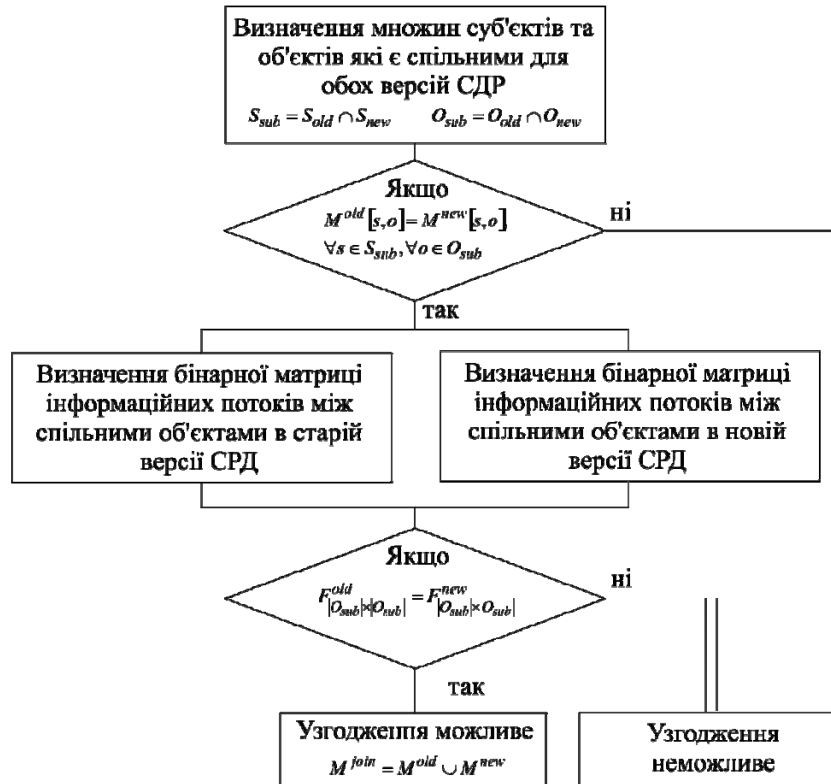 Визначення множин суб'єктів та
об'єктів які є спільними для
обох версій СДР
S_sub = S_old ∩ S_new   O_sub = O_old ∩ O_new
Якщо
M^old[s,o] = M^new[s,o]
∀s ∈ S_sub, ∀o ∈ O_sub
ні
так
Визначення бінарної матриці
інформаційних потоків між
спільними об'єктами в старій
версії СРД
Визначення бінарної матриці
інформаційних потоків між
спільними об'єктами в новій
версії СРД
Якщо
F^old_|O_sub|×|O_sub| = F^new_|O_sub|×O_sub|
ні
так
Узгодження можливе
M^join = M^old ∪ M^new
Узгодження
неможливе